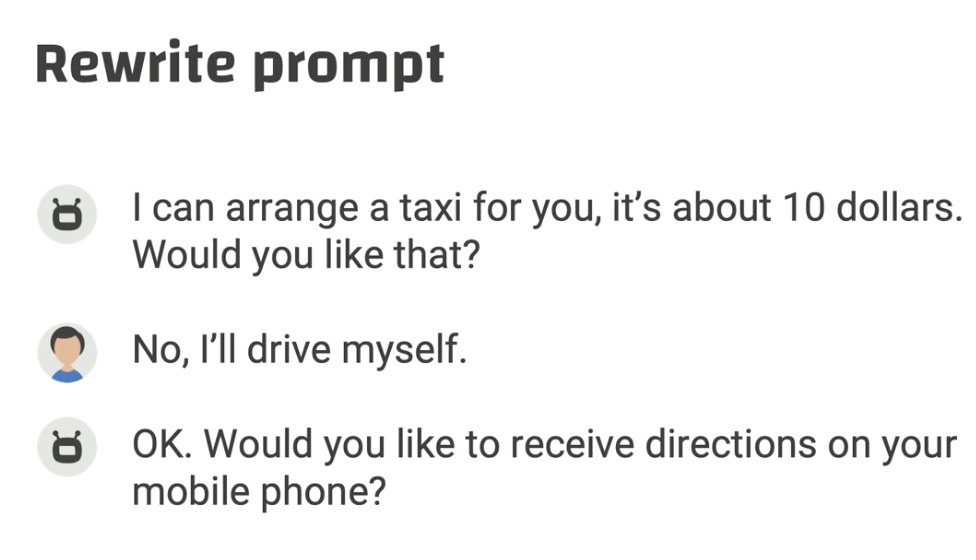 Rewrite prompt
I can arrange a taxi for you, it's about 10 dollars.
Would you like that?
No, I'll drive myself.
OK. Would you like to receive directions on your
mobile phone?